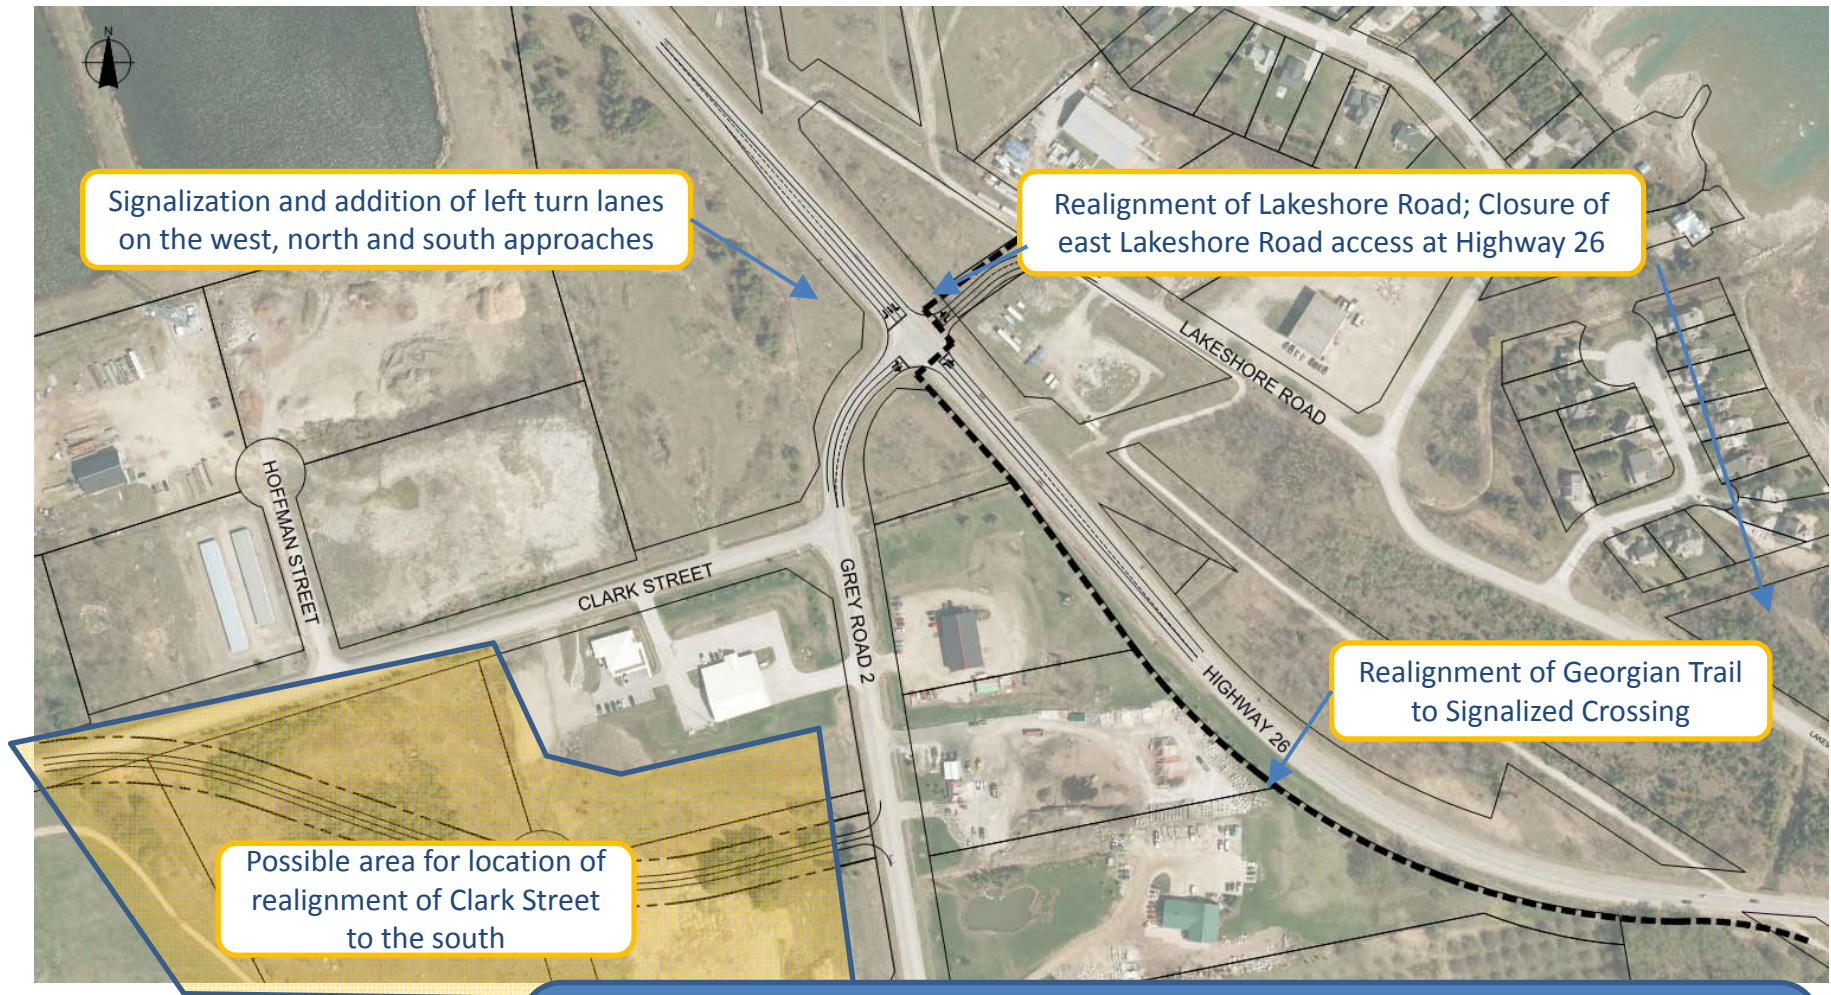 N
Signalization and addition of left turn lanes
on the west, north and south approaches
Realignment of Lakeshore Road; Closure of
east Lakeshore Road access at Highway 26
LAKESHORE ROAD
HOFFMAN STREET
CLARK STREET
GREY ROAD 2
HIGHWAY 26
Realignment of Georgian Trail
to Signalized Crossing
Possible area for location of
realignment of Clark Street
to the south